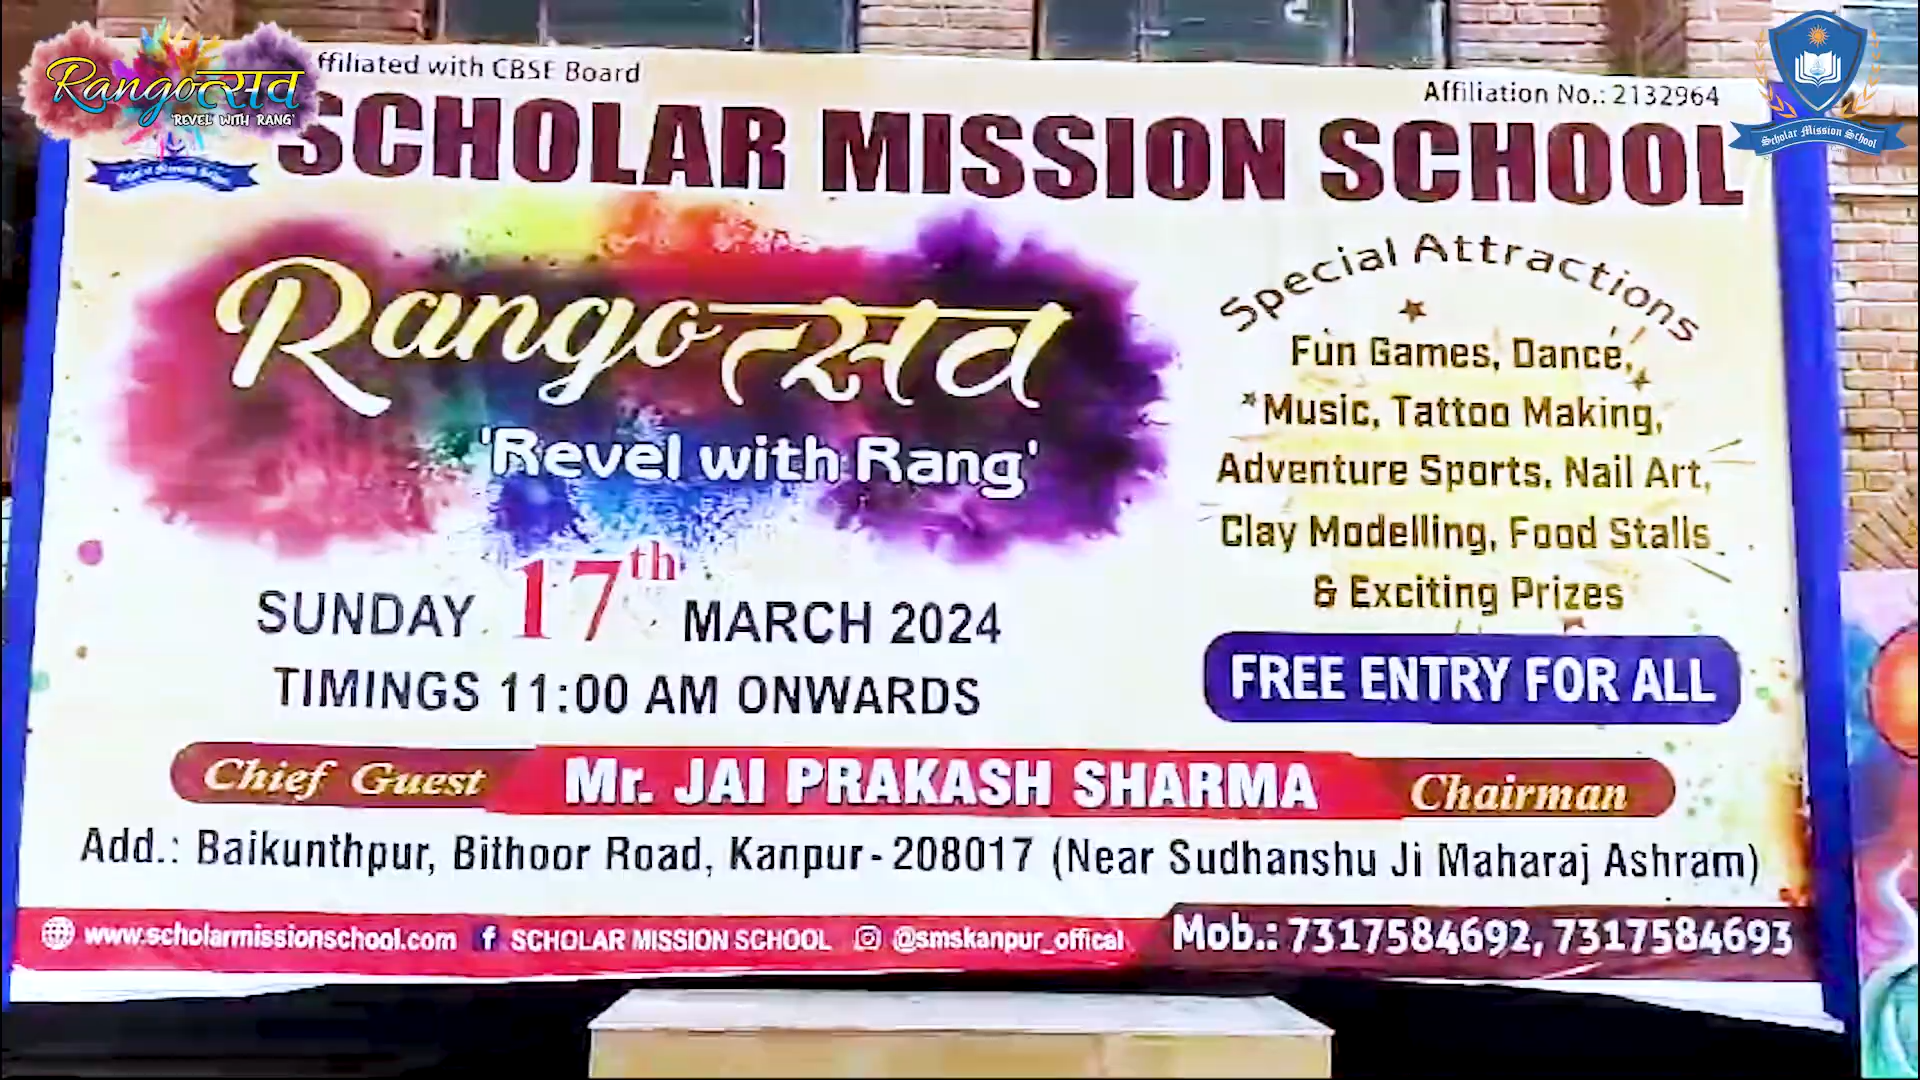 Rangoत्सव
'REVEL WITH RANG'
Scholar Mission School
ffiliated with CBSE Board
Affiliation No.: 2132964
SCHOLAR MISSION SCHOOL
Rangoत्सव
'Revel with Rang'
SUNDAY 17th MARCH 2024
TIMINGS 11:00 AM ONWARDS
Special Attractions
Fun Games, Dance,
Music, Tattoo Making,
Adventure Sports, Nail Art,
Clay Modelling, Food Stalls
& Exciting Prizes
FREE ENTRY FOR ALL
Chief Guest Mr. JAI PRAKASH SHARMA Chairman
Add.: Baikunthpur, Bithoor Road, Kanpur - 208017 (Near Sudhanshu Ji Maharaj Ashram)
www.scholarmissionschool.com SCHOLAR MISSION SCHOOL @smskanpur_offical Mob.: 7317584692, 7317584693